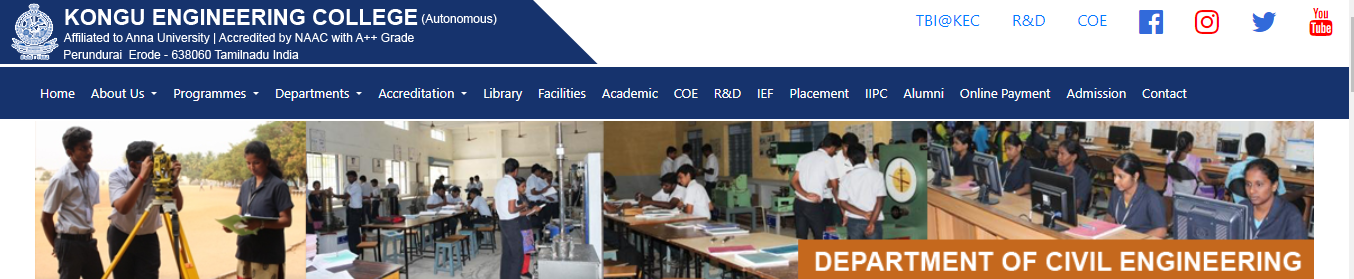 KONGU ENGINEERING COLLEGE (Autonomous)
Affiliated to Anna University | Accredited by NAAC with A++ Grade
Perundurai Erode - 638060 Tamilnadu India
TBI@KEC R&D COE You Tube
Home About Us Programmes Departments Accreditation Library Facilities Academic COE R&D IEF Placement IIPC Alumni Online Payment Admission Contact
DEPARTMENT OF CIVIL ENGINEERING